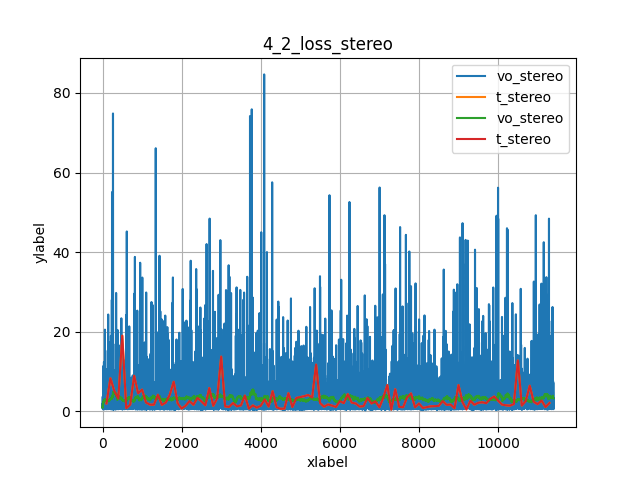 4_2_loss_stereo
vo_stereo
t_stereo
vo_stereo
t_stereo
80
60
40
20
0
ylabel
0 2000 4000 6000 8000 10000
xlabel